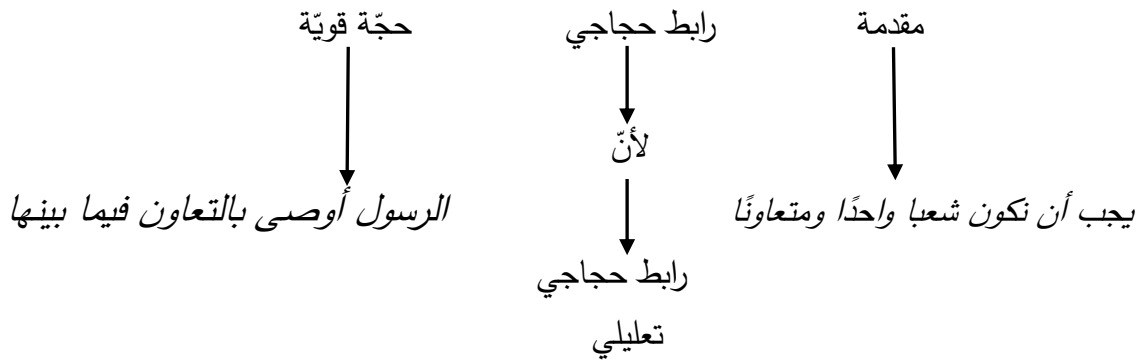 مقدمة رابط حجاجي حجّة قويّة
لأنّ
يجب أن نكون شعبا واحدًا ومتعاونًا الرسول أوصى بالتعاون فيما بينها
رابط حجاجي
تعليلي